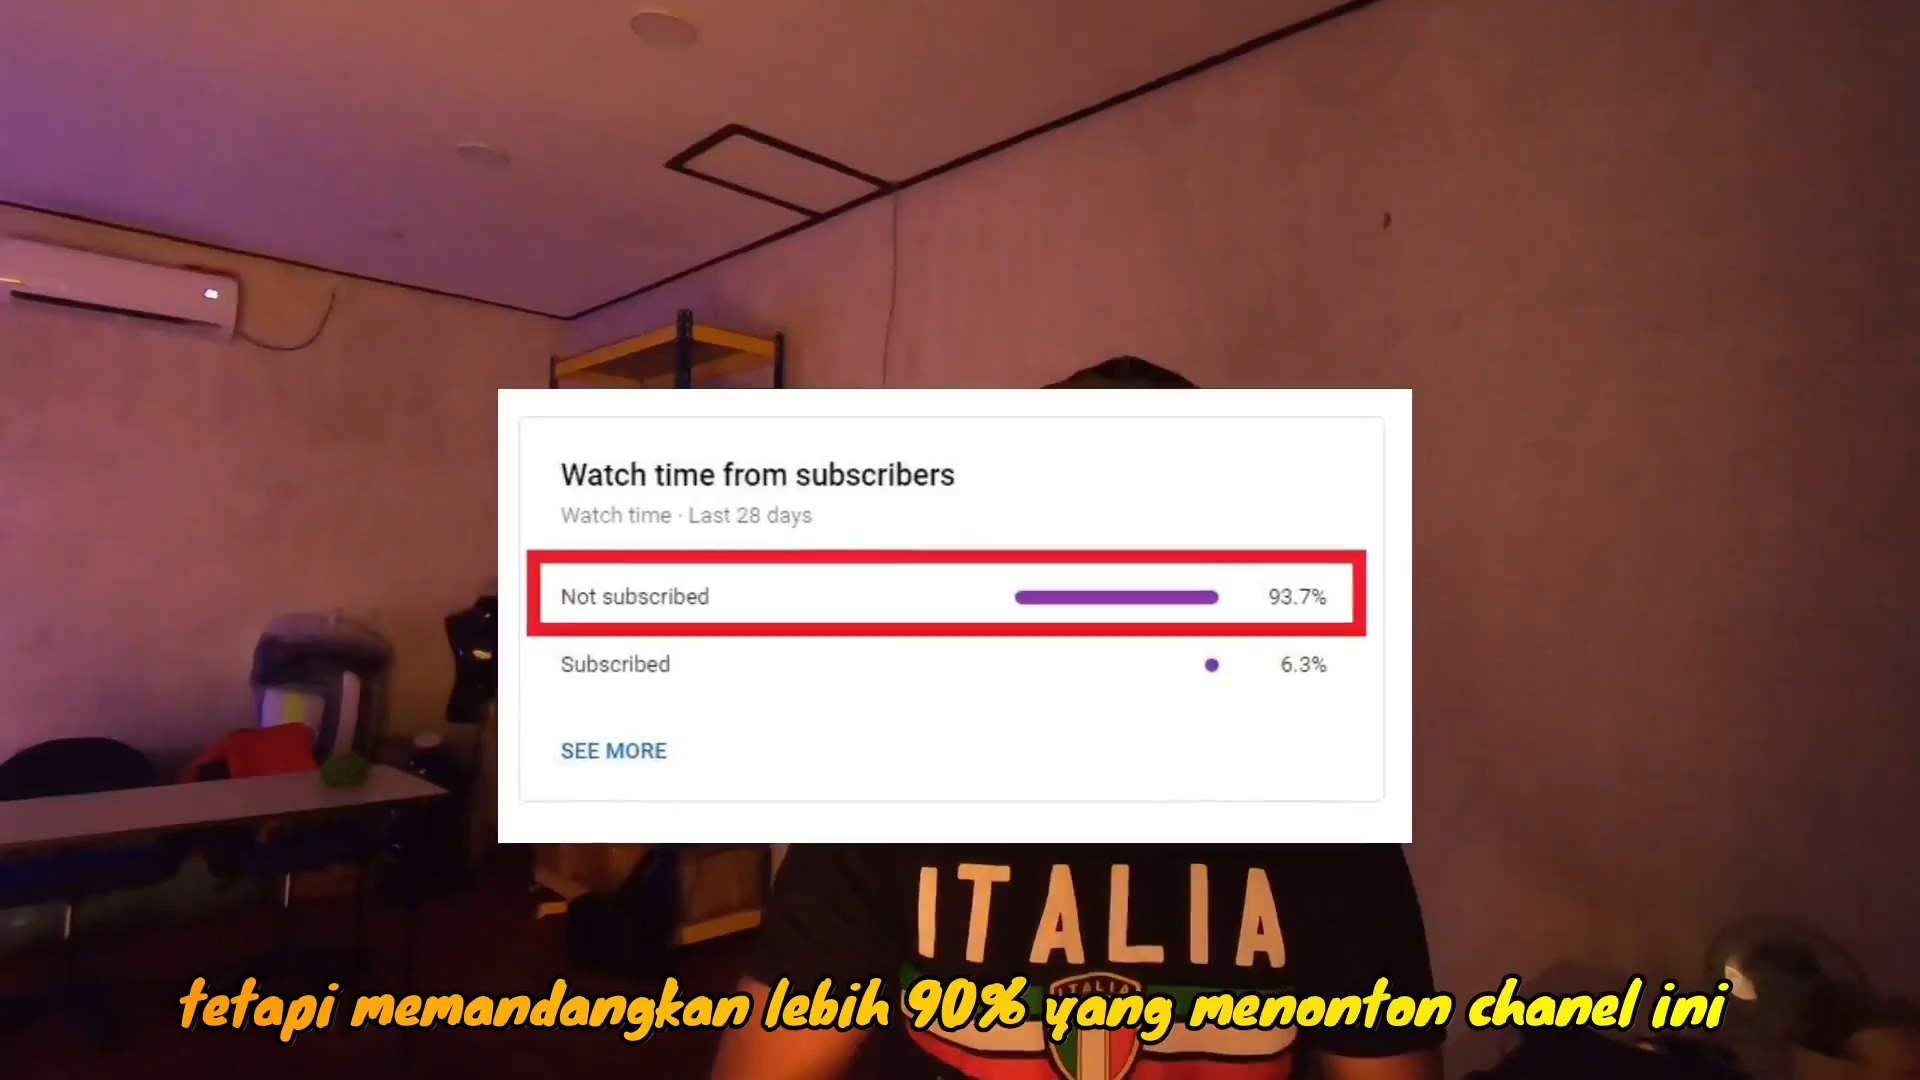 Watch time from subscribers
Watch time · Last 28 days
Not subscribed 93.7%
Subscribed 6.3%
SEE MORE
ITALIA
ITALIA
tetapi memandangkan lebih 90% yang menonton chanel ini